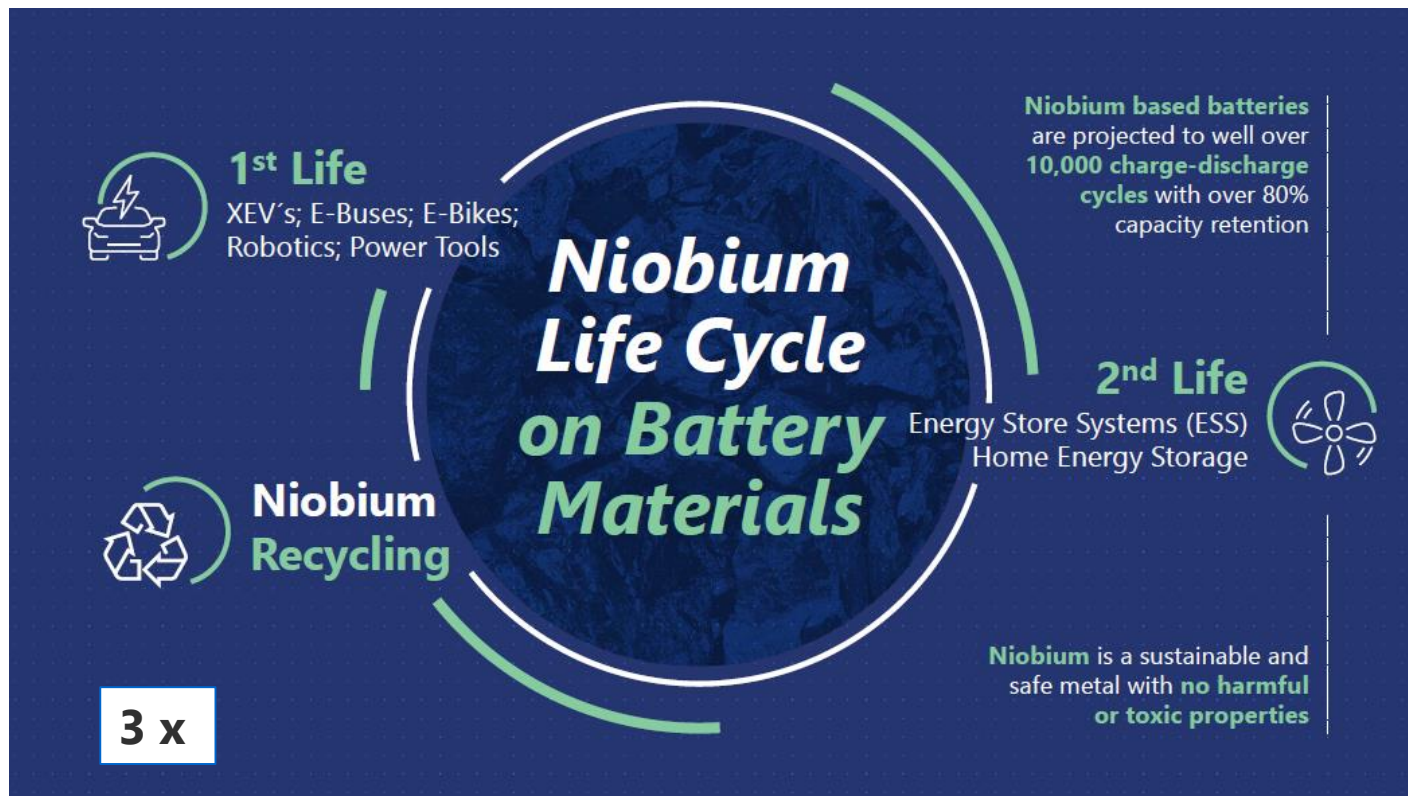 1st Life
XEV´s; E-Buses; E-Bikes;
Robotics; Power Tools
Niobium
Life Cycle
on Battery
Materials
Niobium based batteries
are projected to well over
10,000 charge-discharge
cycles with over 80%
capacity retention
2nd Life
Energy Store Systems (ESS)
Home Energy Storage
Niobium
Recycling
Niobium is a sustainable and
safe metal with no harmful
or toxic properties
3 x